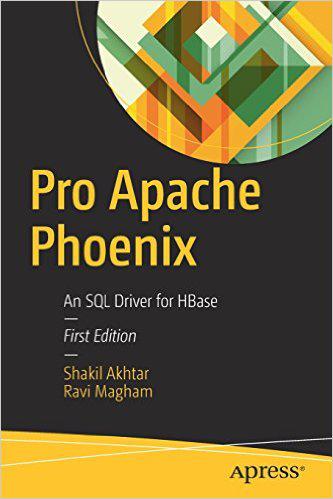 Pro Apache
Phoenix
An SQL Driver for HBase
—
First Edition
—
Shakil Akhtar
Ravi Magham
Apress®